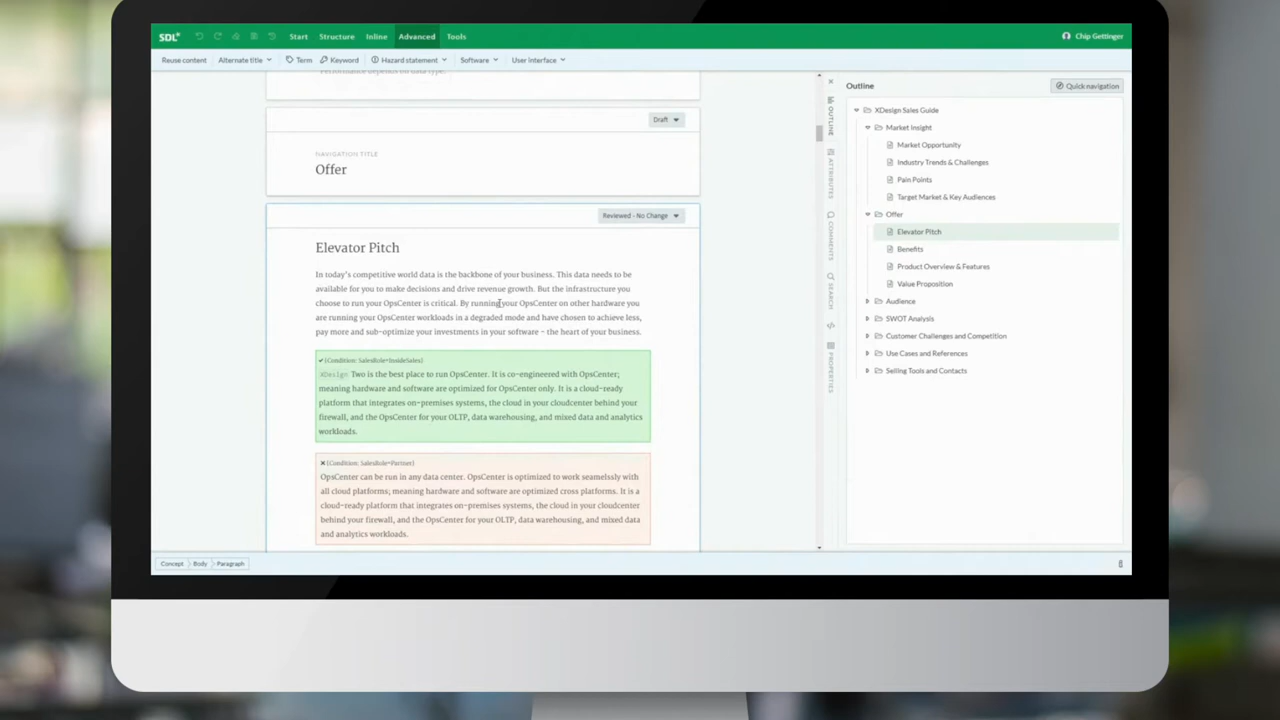 SDL*
Start Structure Inline Advanced Tools
Chip Gettinger
Reuse content Alternate title Term Keyword Hazard statement Software User interface
Performance depends on data type.
Draft
NAVIGATION TITLE
Offer
Reviewed - No Change
Elevator Pitch
In today's competitive world data is the backbone of your business. This data needs to be
available for you to make decisions and drive revenue growth. But the infrastructure you
choose to run your OpsCenter is critical. By running your OpsCenter on other hardware you
are running your OpsCenter workloads in a degraded mode and have chosen to achieve less,
pay more and sub-optimize your investments in your software - the heart of your business.
[Condition: SalesRole=InsideSales]
XDesign Two is the best place to run OpsCenter. It is co-engineered with OpsCenter;
meaning hardware and software are optimized for OpsCenter only. It is a cloud-ready
platform that integrates on-premises systems, the cloud in your cloudcenter behind your
firewall, and the OpsCenter for your OLTP, data warehousing, and mixed data and analytics
workloads.
[Condition: SalesRole=Partner]
OpsCenter can be run in any data center. OpsCenter is optimized to work seamelssly with
all cloud platforms; meaning hardware and software are optimized cross platforms. It is a
cloud-ready platform that integrates on-premises systems, the cloud in your cloudcenter
behind your firewall, and the OpsCenter for your OLTP, data warehousing, and mixed data
and analytics workloads.
Concept Body Paragraph
OUTLINE
ATTRIBUTES
COMMENTS
SEARCH
PROPERTIES
Outline
Quick navigation
XDesign Sales Guide
Market Insight
Market Opportunity
Industry Trends & Challenges
Pain Points
Target Market & Key Audiences
Offer
Elevator Pitch
Benefits
Product Overview & Features
Value Proposition
Audience
SWOT Analysis
Customer Challenges and Competition
Use Cases and References
Selling Tools and Contacts